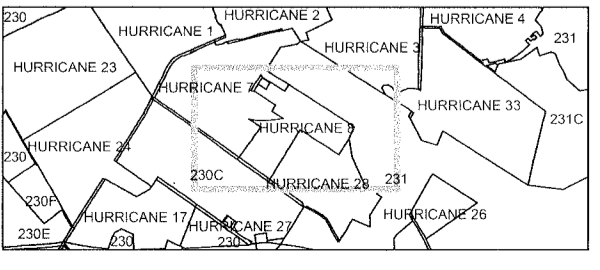 230
HURRICANE 1
HURRICANE 2
HURRICANE 4
HURRICANE 3
231
HURRICANE 23
HURRICANE 7
HURRICANE 33
231C
HURRICANE 8
HURRICANE 24
230
230C
HURRICANE 28
231
230F
HURRICANE 17
HURRICANE 27
HURRICANE 26
230E
230
230